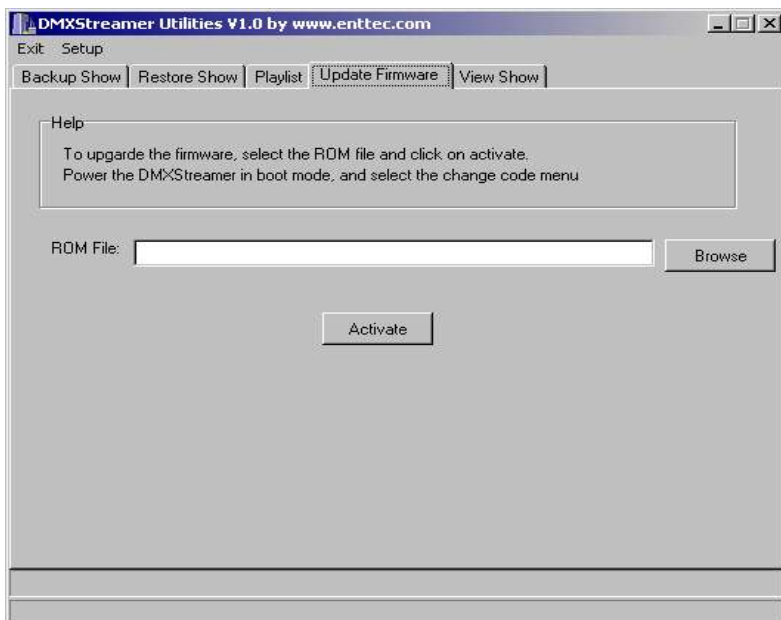 DMXStreamer Utilities V1.0 by www.enttec.com
Exit Setup
Backup Show Restore Show Playlist Update Firmware View Show
Help
To upgarde the firmware, select the ROM file and click on activate.
Power the DMXStreamer in boot mode, and select the change code menu
ROM File:
Browse
Activate